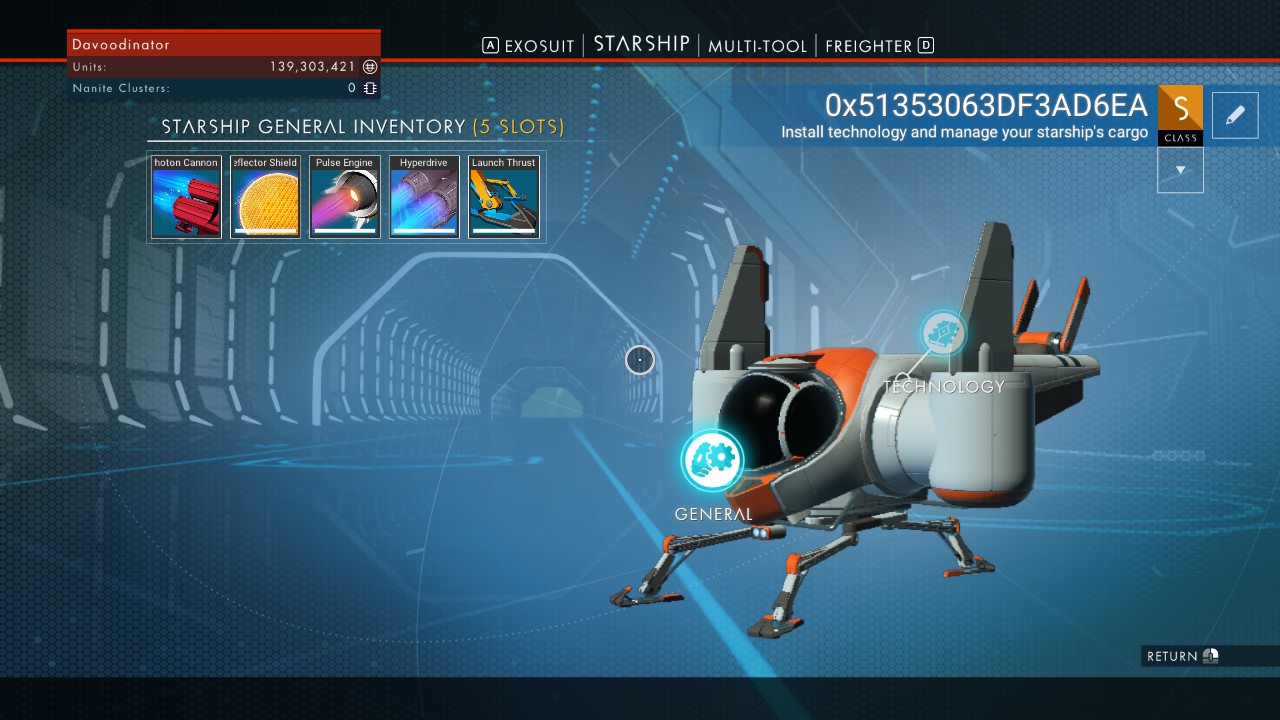 Davoodinator
Units: 139,303,421
Nanite Clusters: 0
A EXOSUIT STARSHIP MULTI-TOOL FREIGHTER D
0x51353063DF3AD6EA
Install technology and manage your starship's cargo
S
CLASS
STARSHIP GENERAL INVENTORY (5 SLOTS)
hoton Cannon eflector Shield Pulse Engine Hyperdrive Launch Thrust
TECHNOLOGY
GENERAL
RETURN